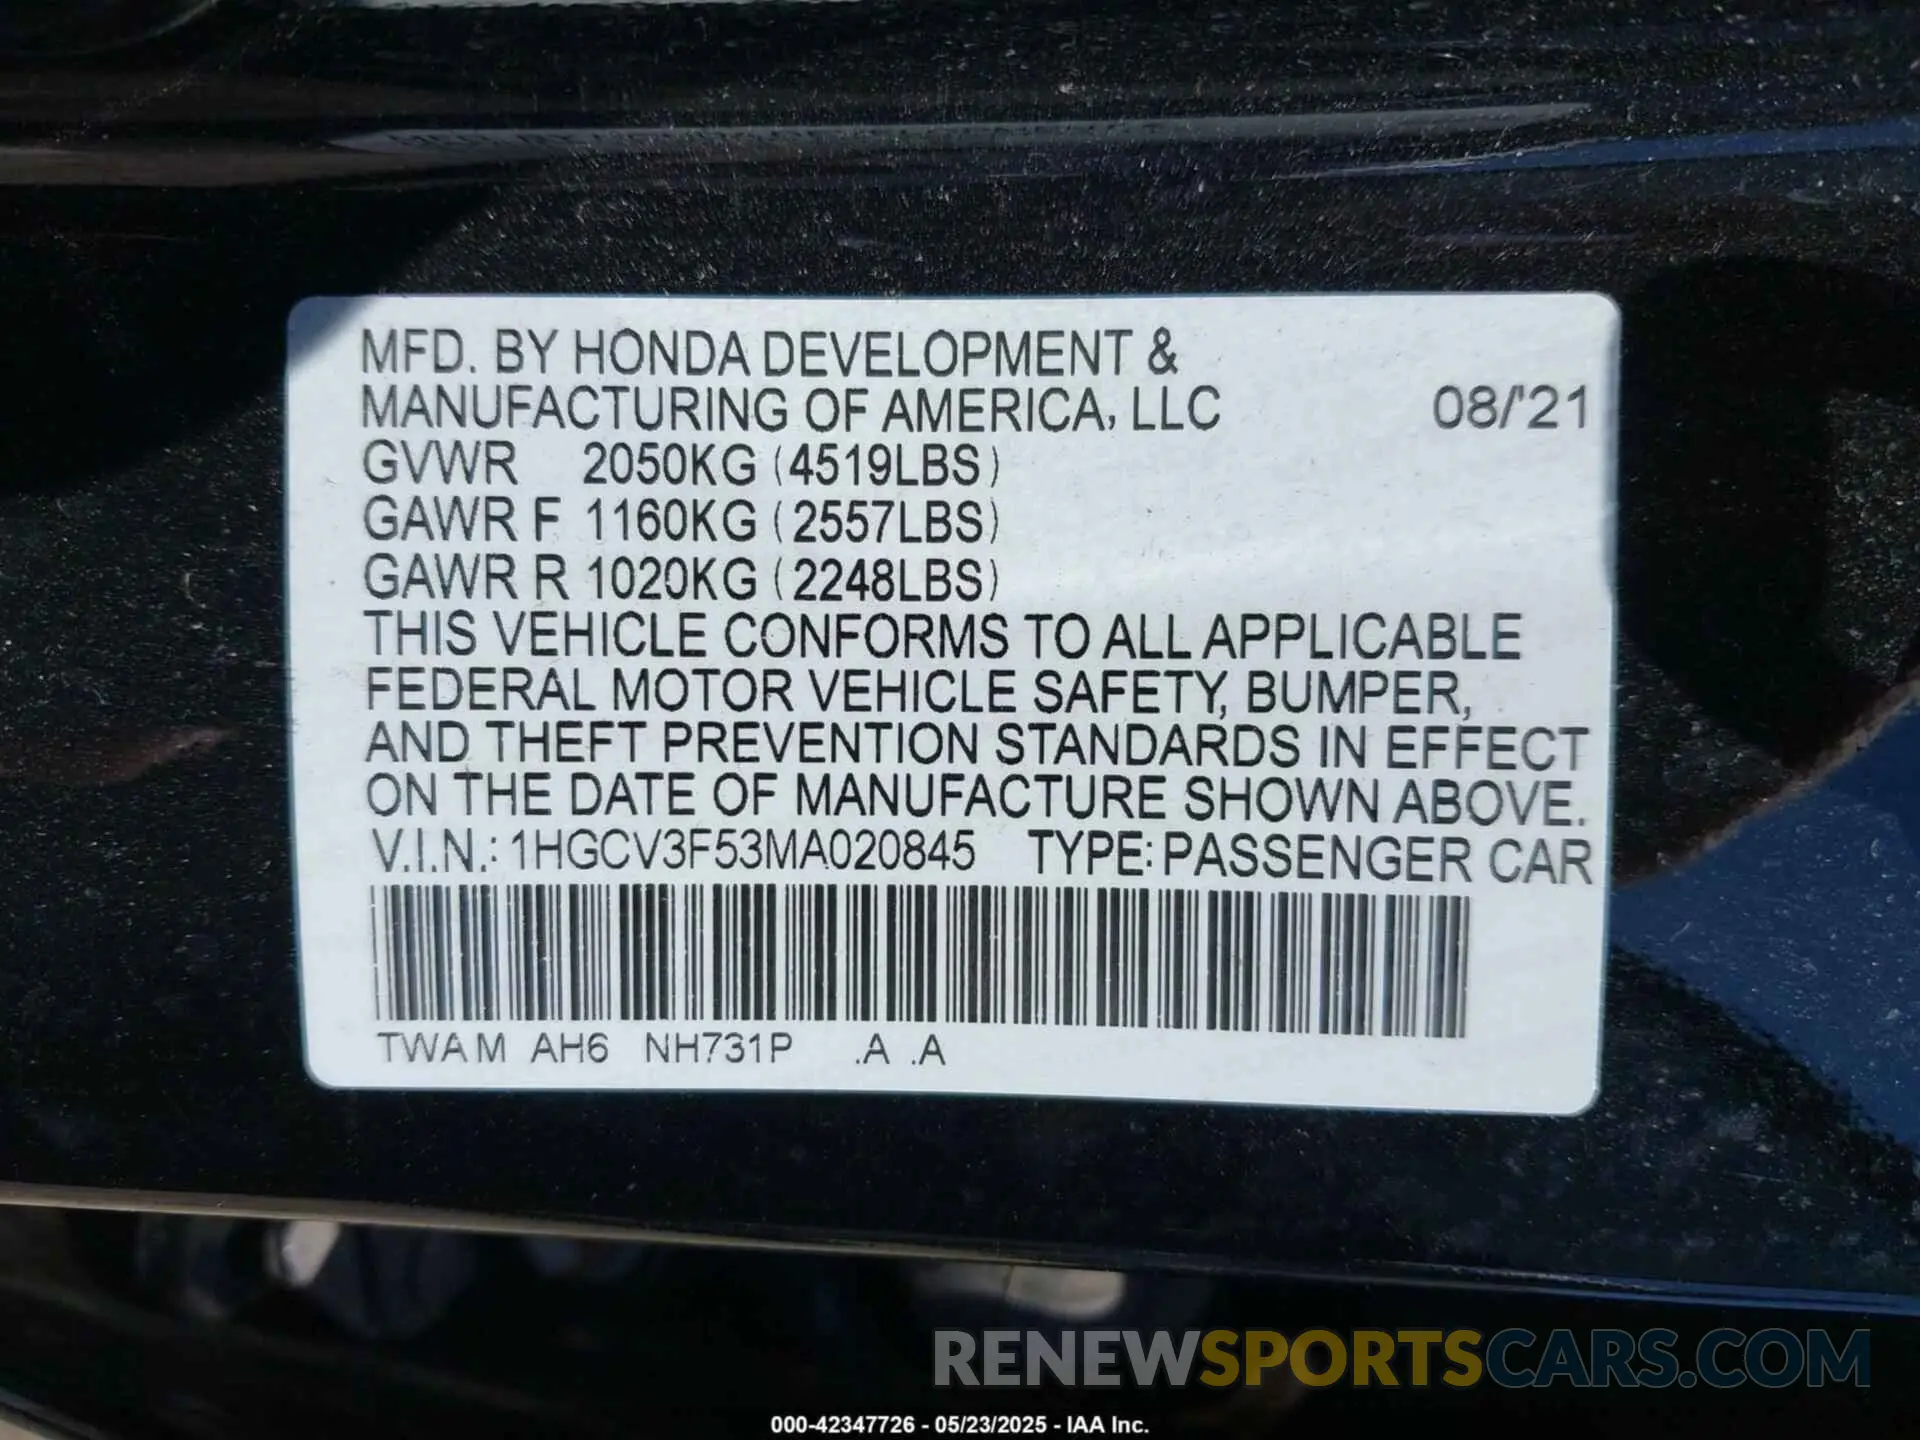 MFD. BY HONDA DEVELOPMENT &
MANUFACTURING OF AMERICA, LLC 08/'21
GVWR 2050KG (4519LBS)
GAWR F 1160KG (2557LBS)
GAWR R 1020KG (2248LBS)
THIS VEHICLE CONFORMS TO ALL APPLICABLE
FEDERAL MOTOR VEHICLE SAFETY, BUMPER,
AND THEFT PREVENTION STANDARDS IN EFFECT
ON THE DATE OF MANUFACTURE SHOWN ABOVE.
V.I.N.: 1HGCV3F53MA020845 TYPE: PASSENGER CAR
TWAM AH6 NH731P .A .A
RENEWSPORTSCARS.COM
000-42347726 - 05/23/2025 - IAA Inc.